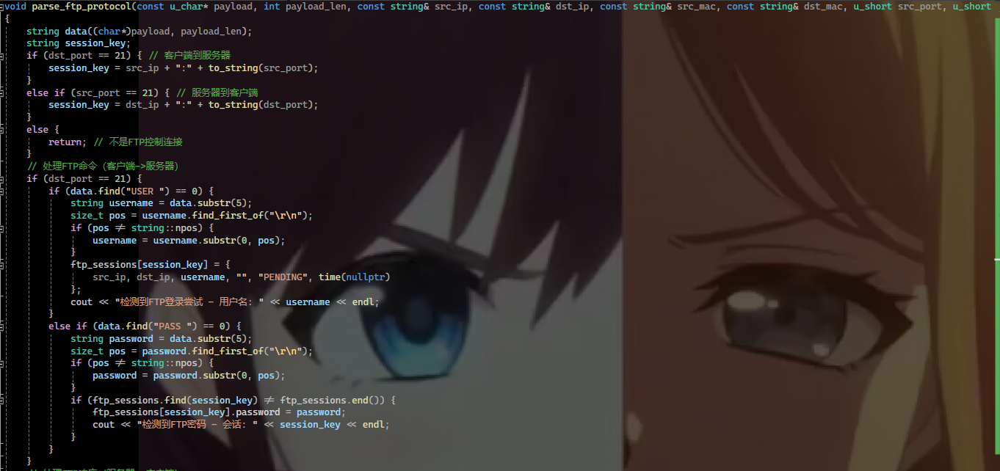 void parse_ftp_protocol(const u_char* payload, int payload_len, const string& src_ip, const string& dst_ip, const string& src_mac, const string& dst_mac, u_short src_port, u_short
{
string data((char*)payload, payload_len);
string session_key;
if (dst_port == 21) { // 客户端到服务器
session_key = src_ip + ":" + to_string(src_port);
}
else if (src_port == 21) { // 服务器到客户端
session_key = dst_ip + ":" + to_string(dst_port);
}
else {
return; // 不是FTP控制连接
}
// 处理FTP命令（客户端->服务器）
if (dst_port == 21) {
if (data.find("USER ") == 0) {
string username = data.substr(5);
size_t pos = username.find_first_of("\r\n");
if (pos ≠ string::npos) {
username = username.substr(0, pos);
}
ftp_sessions[session_key] = {
src_ip, dst_ip, username, "", "PENDING", time(nullptr)
};
cout << "检测到FTP登录尝试 - 用户名: " << username << endl;
}
else if (data.find("PASS ") == 0) {
string password = data.substr(5);
size_t pos = password.find_first_of("\r\n");
if (pos ≠ string::npos) {
password = password.substr(0, pos);
}
if (ftp_sessions.find(session_key) ≠ ftp_sessions.end()) {
ftp_sessions[session_key].password = password;
cout << "检测到FTP密码 - 会话: " << session_key << endl;
}
}
}